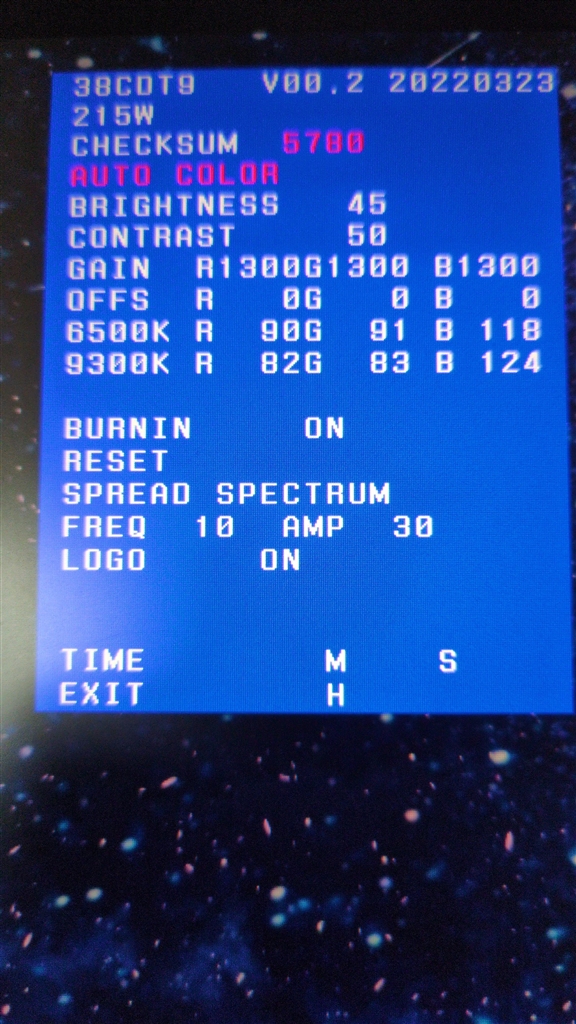 38CDT9 V00.2 20220323
215W
CHECKSUM 5780
AUTO COLOR
BRIGHTNESS 45
CONTRAST 50
GAIN R1300G1300 B1300
OFFS R 0G 0 B 0
6500K R 90G 91 B 118
9300K R 82G 83 B 124
BURNIN ON
RESET
SPREAD SPECTRUM
FREQ 10 AMP 30
LOGO ON
TIME M S
EXIT H